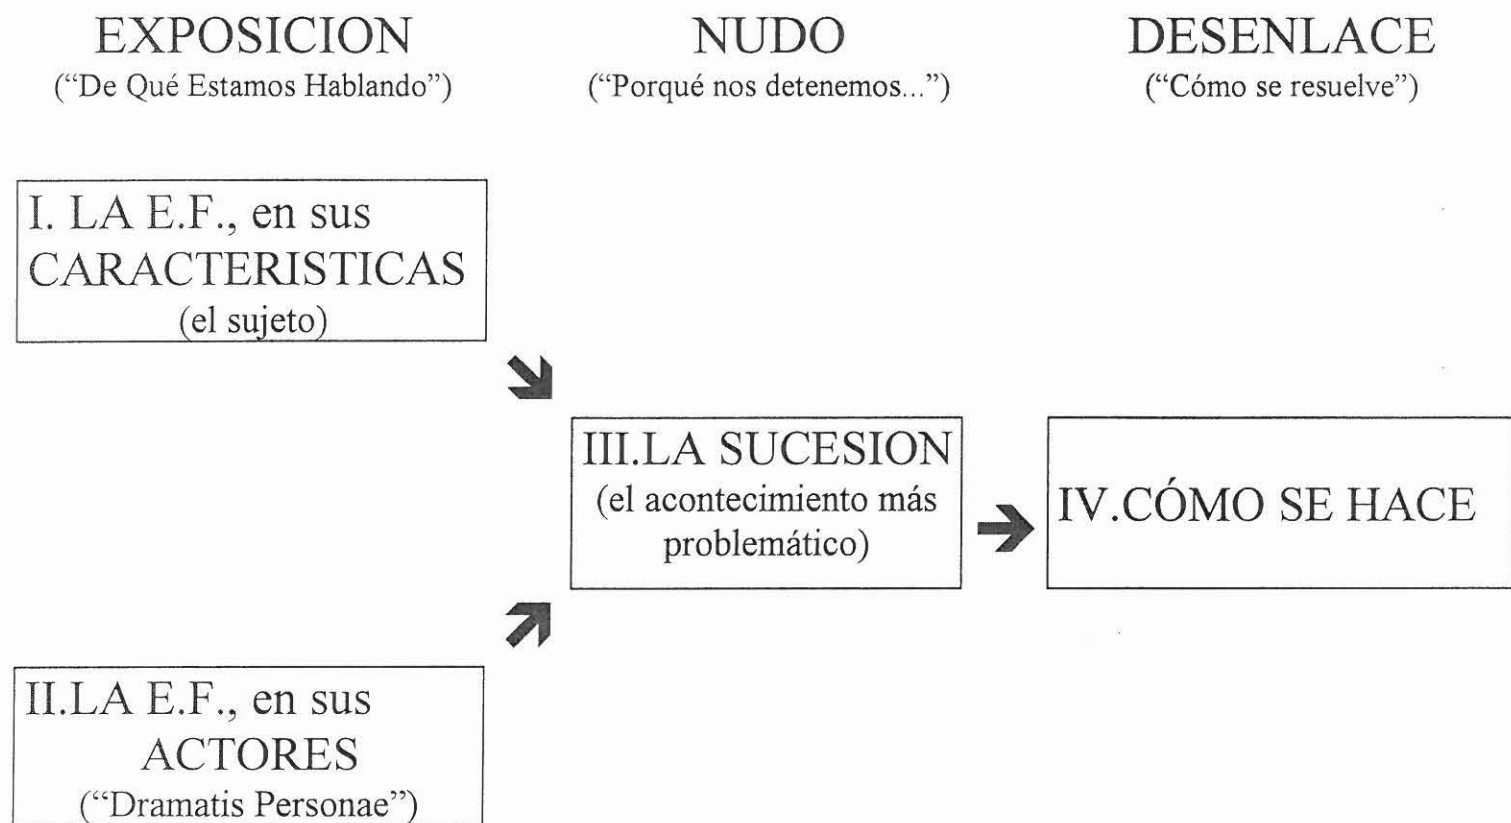 EXPOSICION
(“De Qué Estamos Hablando”)
NUDO
(“Porqué nos detenemos...”)
DESENLACE
(“Cómo se resuelve”)
I. LA E.F., en sus
CARACTERISTICAS
(el sujeto)
II.LA E.F., en sus
ACTORES
(“Dramatis Personae”)
III.LA SUCESION
(el acontecimiento más
problemático)
IV.CÓMO SE HACE